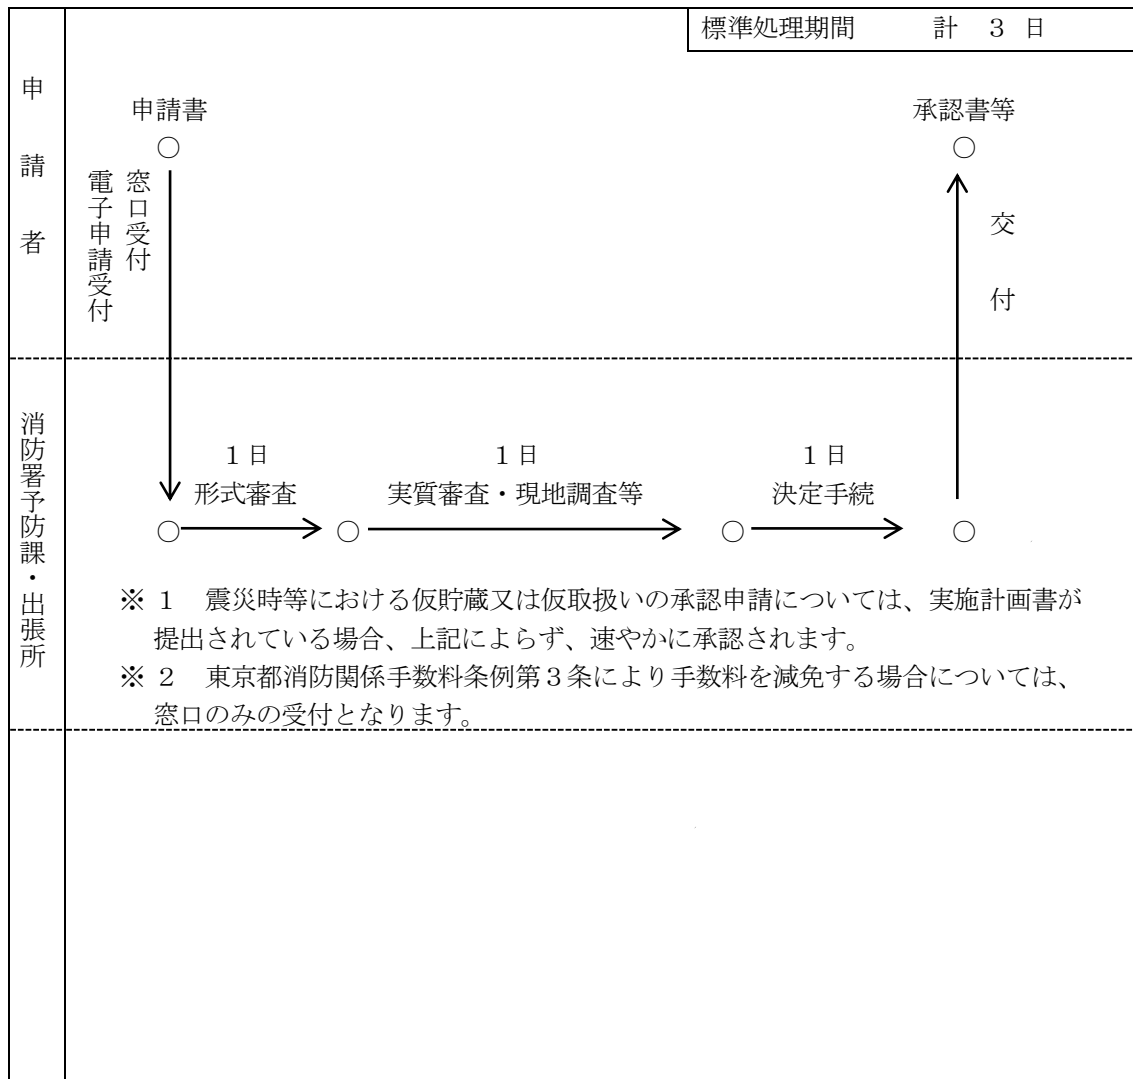 標準処理期間 計 3 日
申請者
申請書
承認書等
○
○
窓口受付
電子申請受付
交付
消防署予防課・出張所
1日
1日
1日
形式審査
実質審査・現地調査等
決定手続
○
○
○
○
※ 1 震災時等における仮貯蔵又は仮取扱いの承認申請については、実施計画書が
提出されている場合、上記によらず、速やかに承認されます。
※ 2 東京都消防関係手数料条例第3条により手数料を減免する場合については、
窓口のみの受付となります。